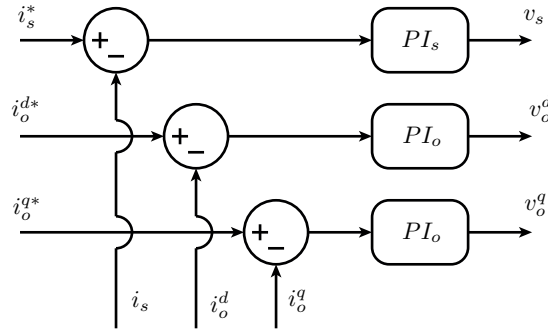 i_s^* + − PI_s v_s
i_o^{d*} + − PI_o v_o^d
i_o^{q*} + − PI_o v_o^q
i_s i_o^d i_o^q